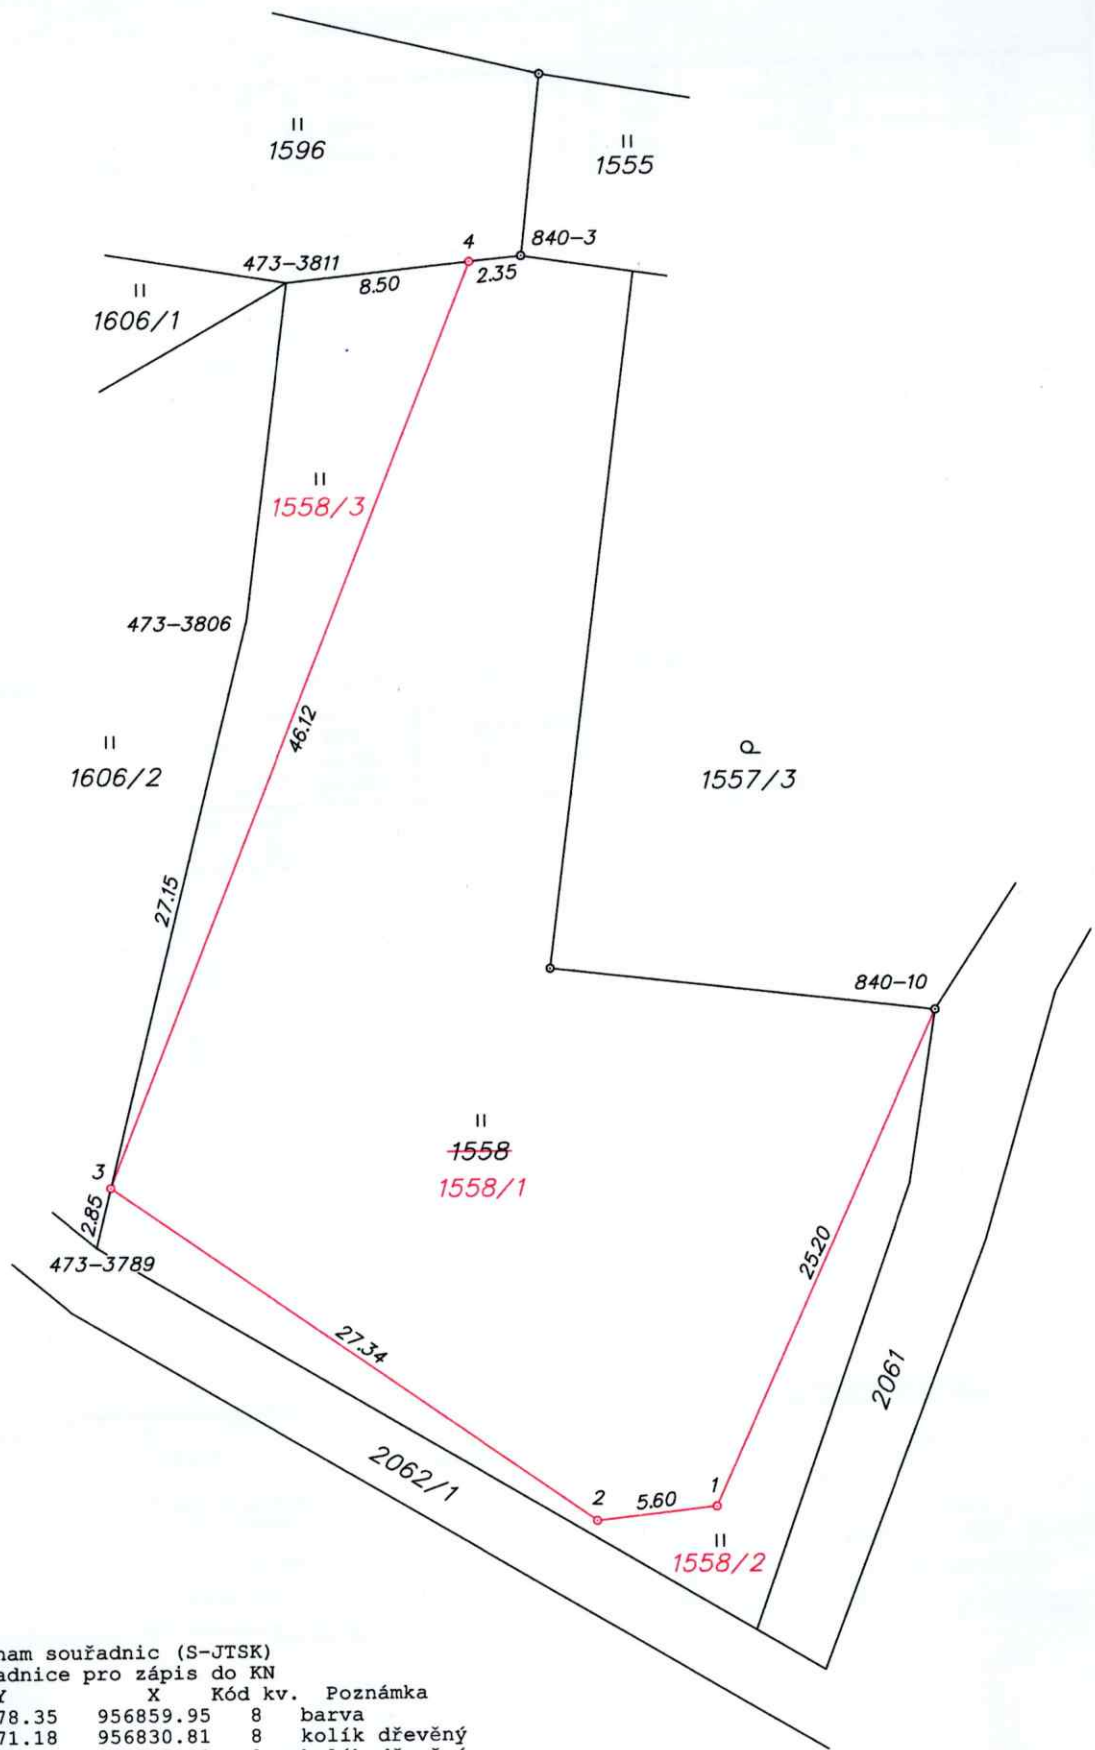 II
1596
II
1555
4
840-3
473-3811
2.35
8.50
II
1606/1
II
1558/3
473-3806
46.12
II
1606/2
P
1557/3
27.15
840-10
II
1558
1558/1
3
2.85
473-3789
25.20
27.34
2061
2062/1
2
5.60
1
II
1558/2
nam souřadnic (S-JTSK)
adnice pro zápis do KN
Y X Kód kv. Poznámka
78.35 956859.95 8 barva
71.18 956830.81 8 kolík dřevěný